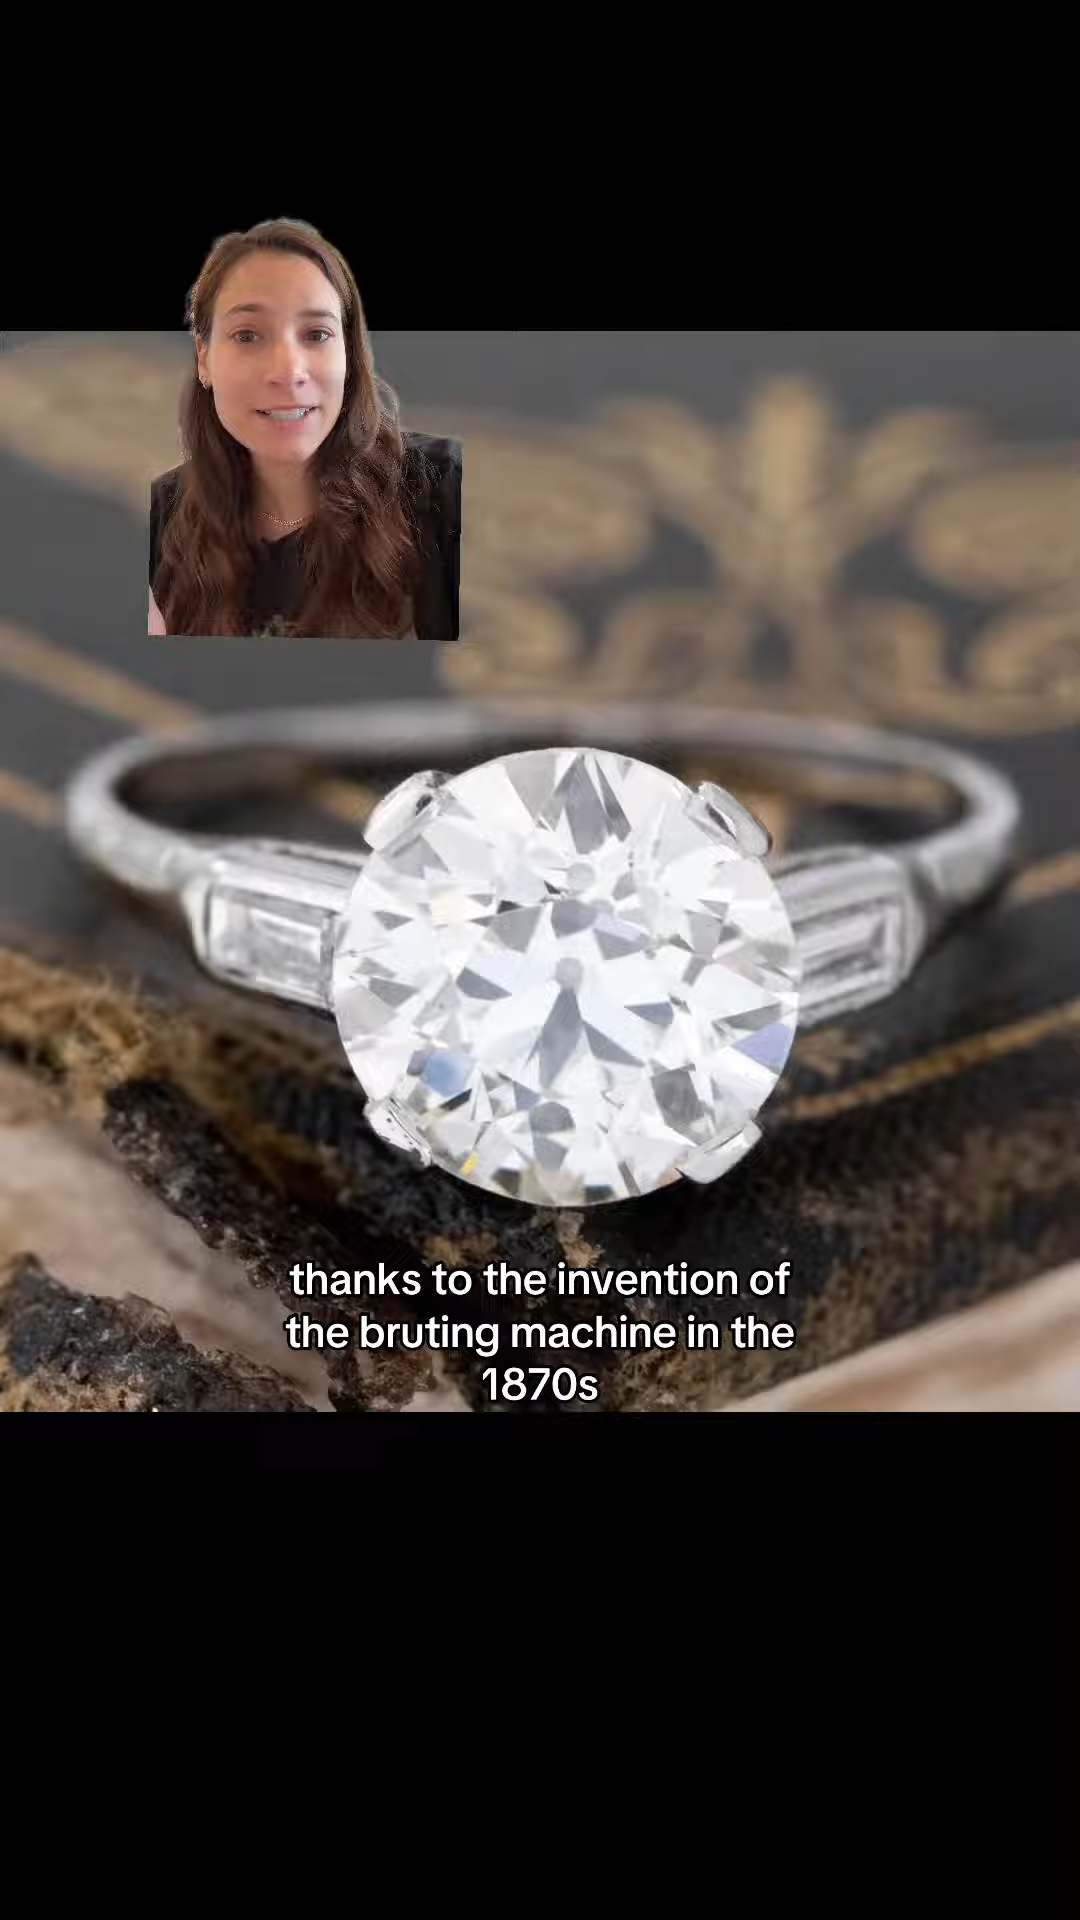 thanks to the invention of
the bruting machine in the
1870s